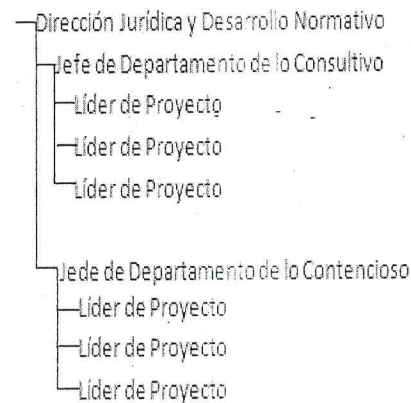 Dirección Jurídica y Desarrollo Normativo
Jefe de Departamento de lo Consultivo
Líder de Proyecto
Líder de Proyecto
Líder de Proyecto
Jede de Departamento de lo Contencioso
Líder de Proyecto
Líder de Proyecto
Líder de Proyecto